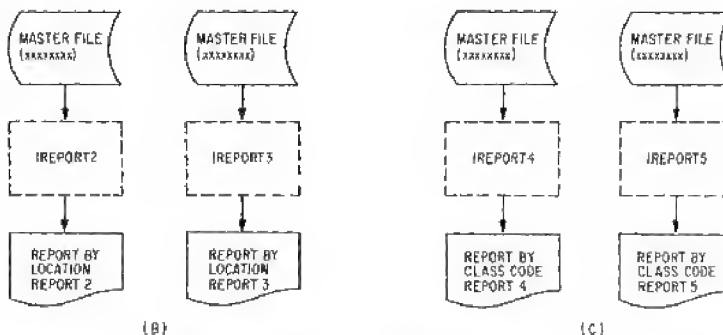 MASTER FILE
(xxxxxxxx)
MASTER FILE
(xxxxxxxx)
MASTER FILE
(xxxxxxxx)
MASTER FILE
(xxxxxxxx)
IREPORT2
IREPORT3
IREPORT4
IREPORT5
REPORT BY
LOCATION
REPORT 2
REPORT BY
LOCATION
REPORT 3
REPORT BY
CLASS CODE
REPORT 4
REPORT BY
CLASS CODE
REPORT 5
(B)
(C)